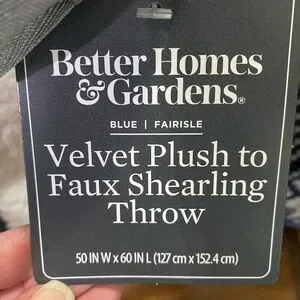 Better Homes
& Gardens®
BLUE | FAIRISLE
Velvet Plush to
Faux Shearling
Throw
50 IN W x 60 IN L (127 cm x 152.4 cm)